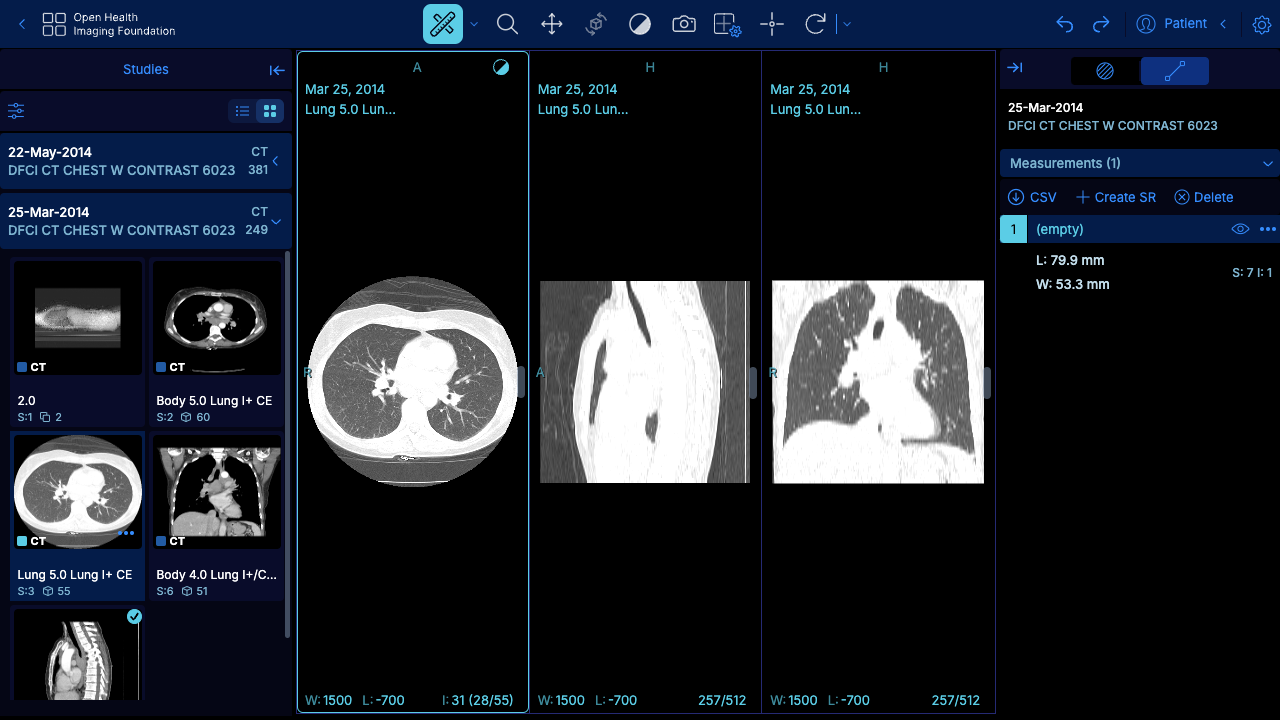 Open Health
Imaging Foundation
Patient
Studies
22-May-2014 CT
DFCI CT CHEST W CONTRAST 6023 381
25-Mar-2014 CT
DFCI CT CHEST W CONTRAST 6023 249
CT
2.0
S:1 2
CT
Body 5.0 Lung I+ CE
S:2 60
CT
Lung 5.0 Lung I+ CE
S:3 55
CT
Body 4.0 Lung I+/C...
S:6 51
A
Mar 25, 2014
Lung 5.0 Lun...
R
W: 1500 L: -700 I: 31 (28/55)
H
Mar 25, 2014
Lung 5.0 Lun...
A
W: 1500 L: -700 257/512
H
Mar 25, 2014
Lung 5.0 Lun...
R
W: 1500 L: -700 257/512
25-Mar-2014
DFCI CT CHEST W CONTRAST 6023
Measurements (1)
CSV Create SR Delete
1 (empty)
L: 79.9 mm
W: 53.3 mm
S: 7 I: 1